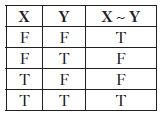 X Y X ~ Y
F F T
F T F
T F F
T T T